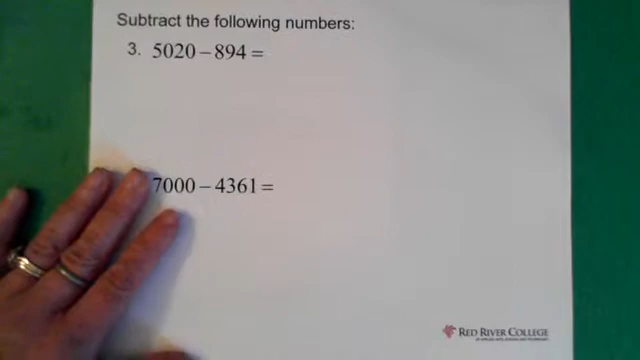 Subtract the following numbers:
3. 5020 – 894 =
7000 – 4361 =
RED RIVER COLLEGE